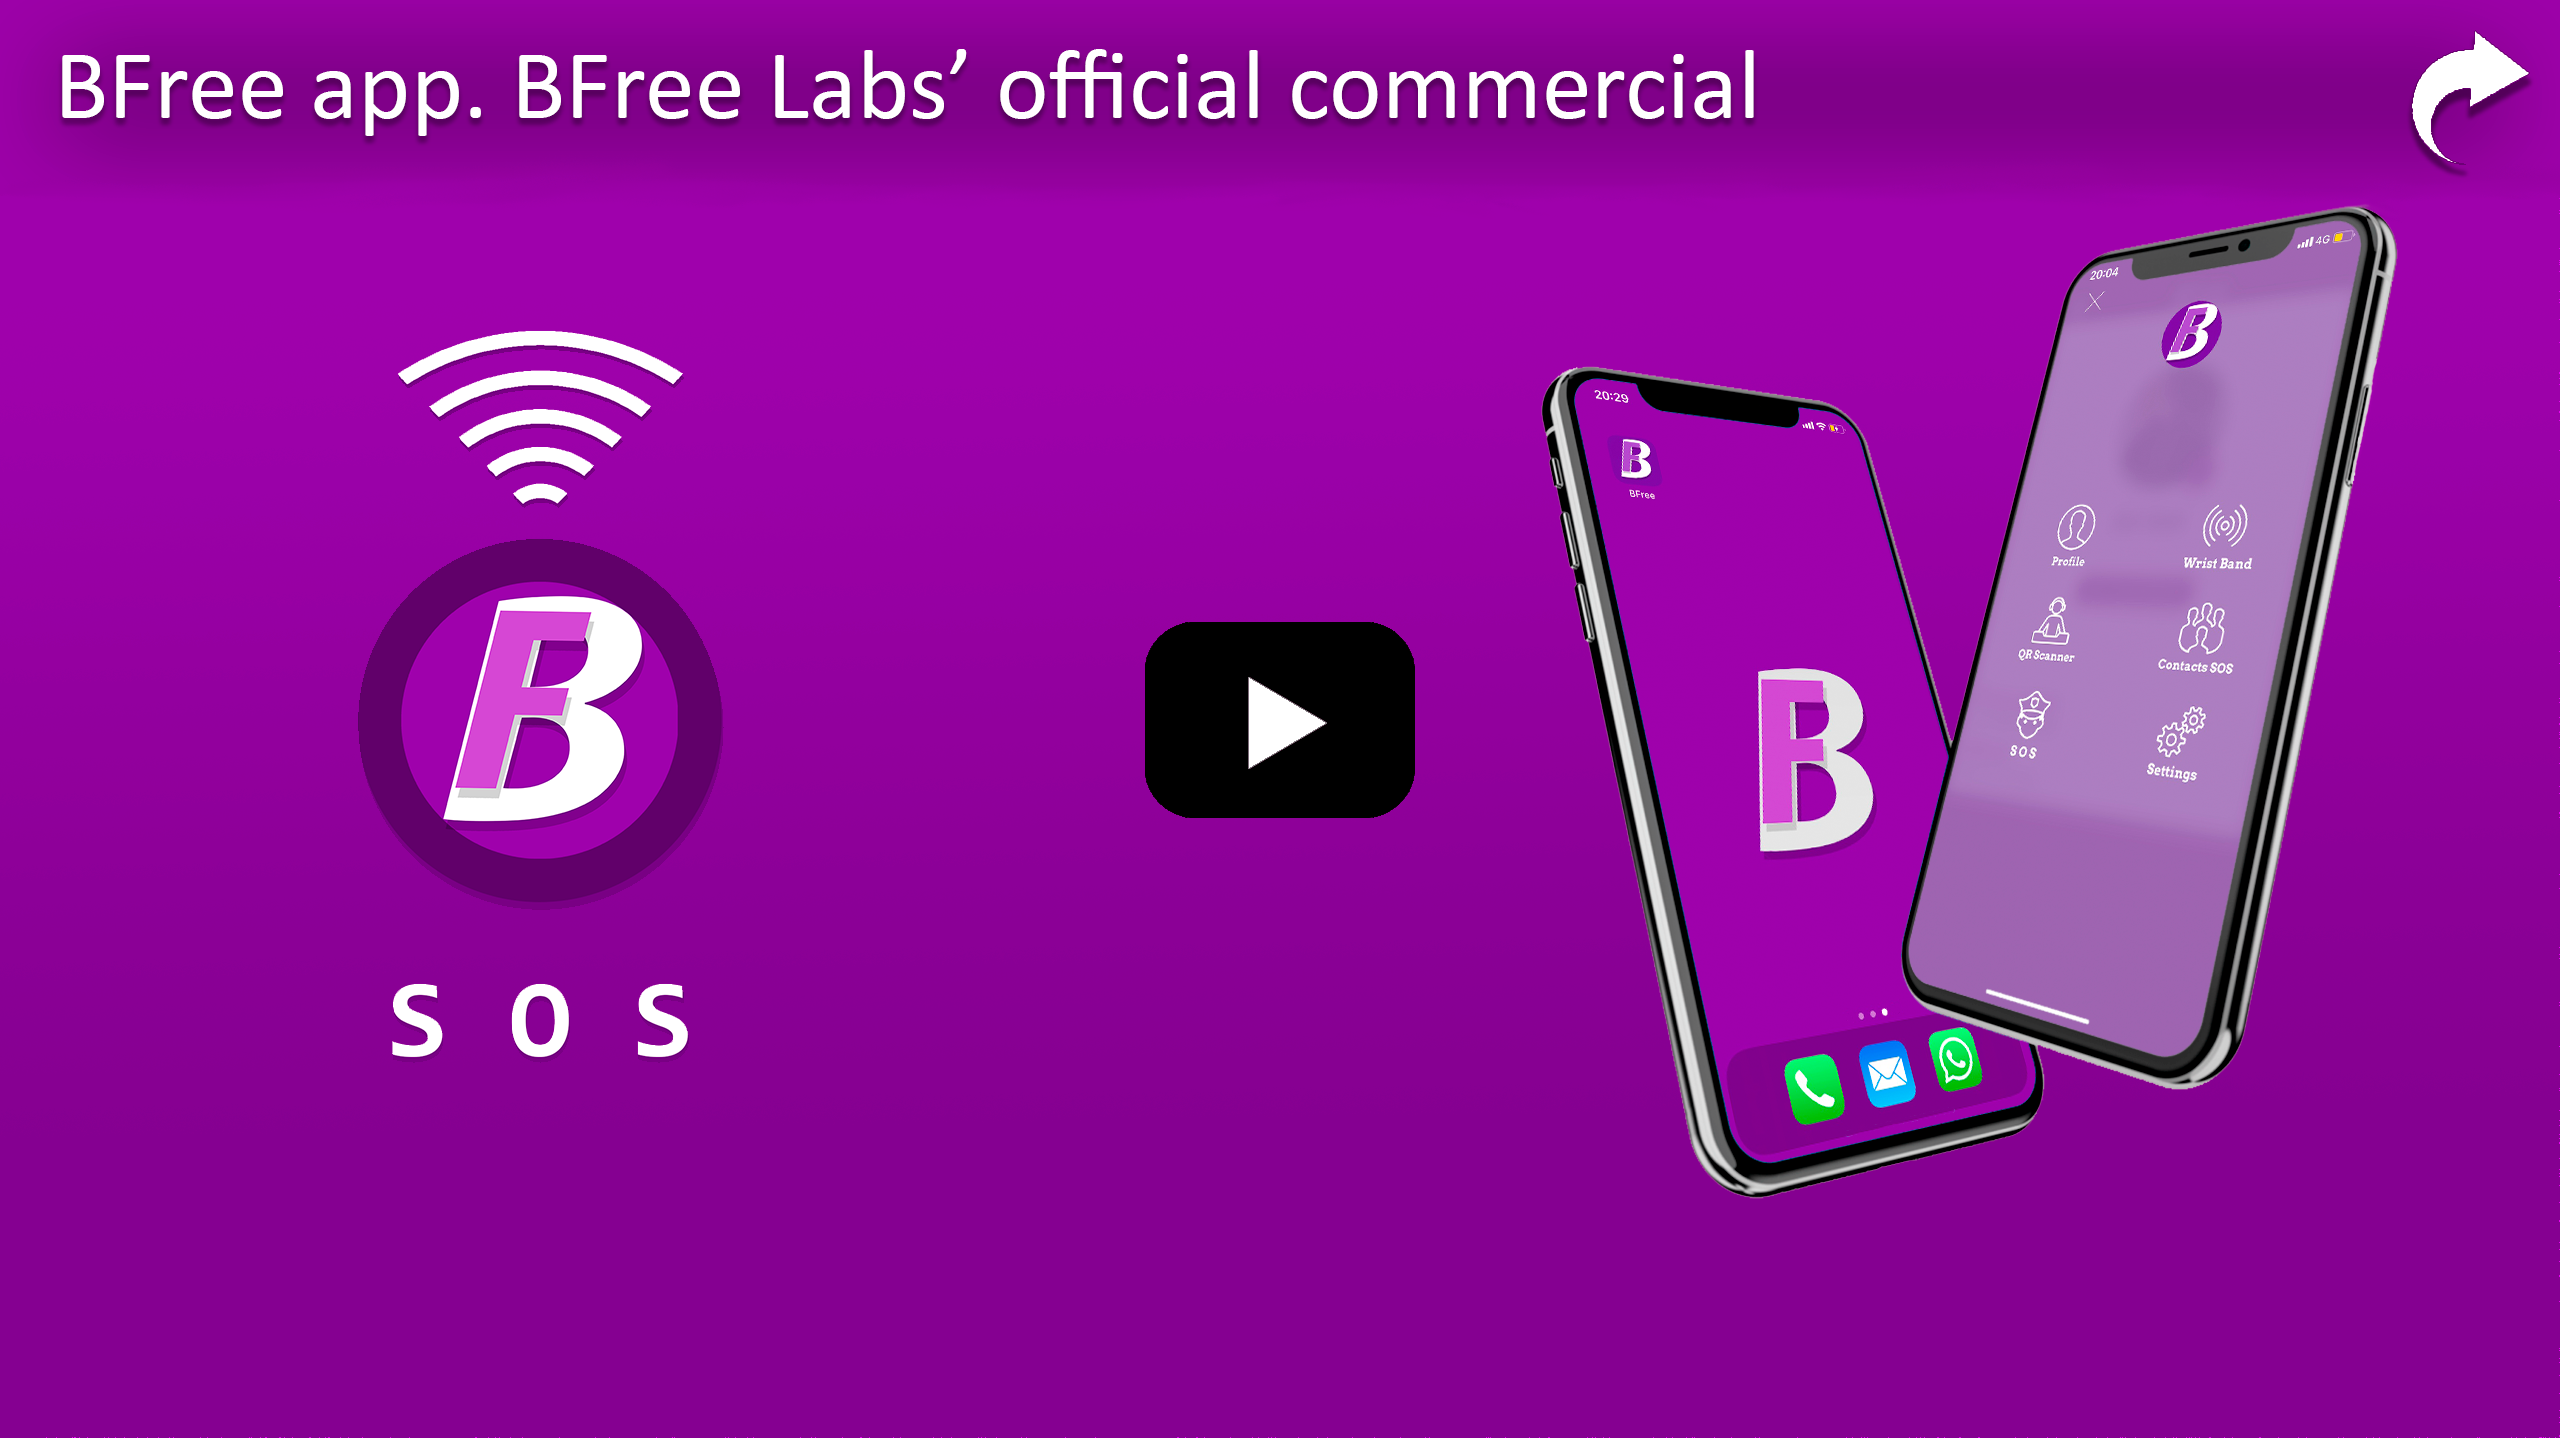 BFree app. BFree Labs’ official commercial
S O S
20:29
BFree
B
20:04
4G
Profile
Wrist Band
QR Scanner
Contacts SOS
SOS
Settings